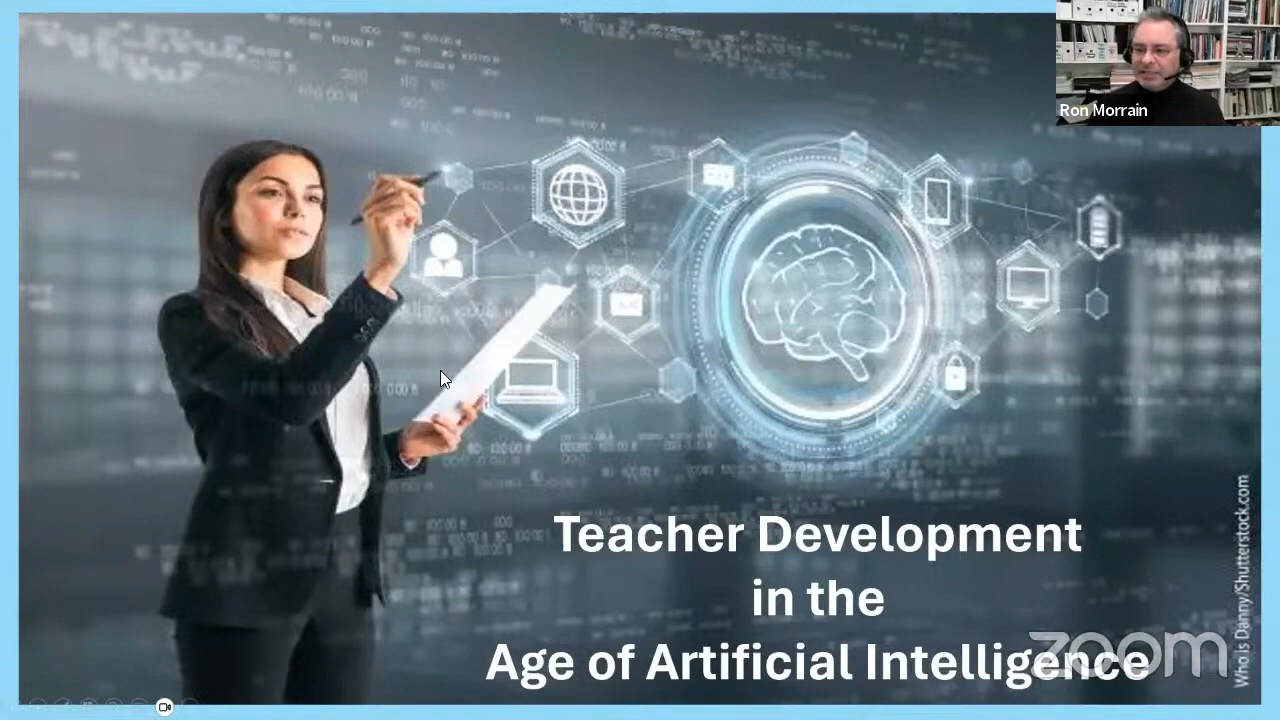 Ron Morrain
Teacher Development
in the
Age of Artificial Intelligence
zoom
Who is Danny/Shutterstock.com